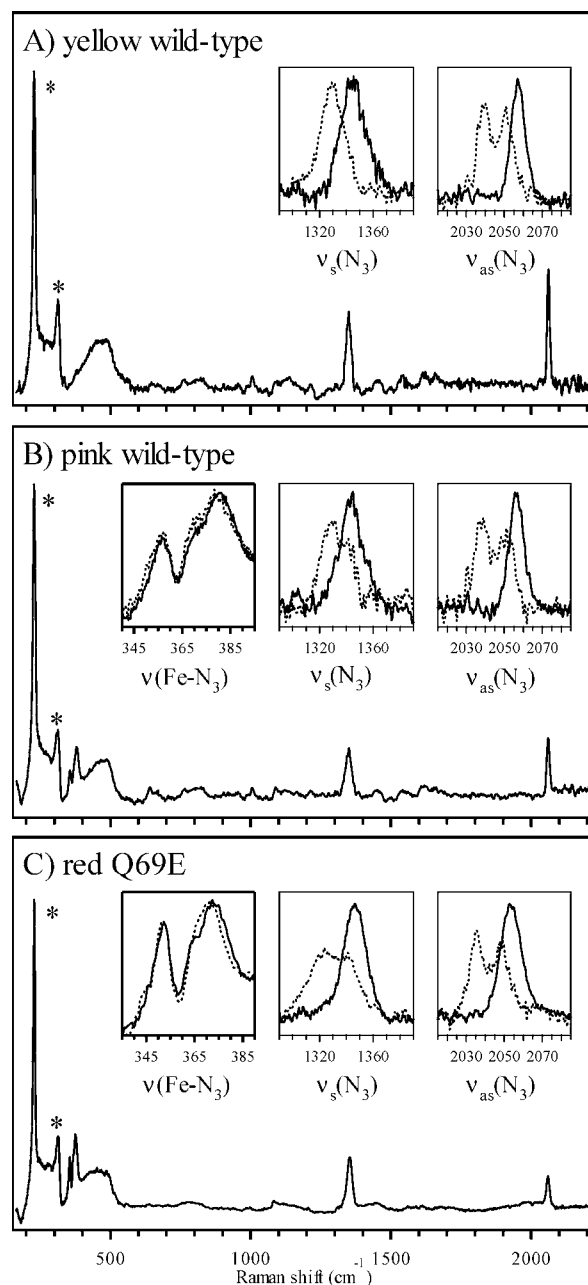 A) yellow wild-type
*
*
1320 1360
2030 2050 2070
νs(N3)
νas(N3)
B) pink wild-type
*
*
345 365 385
1320 1360
2030 2050 2070
ν(Fe-N3)
νs(N3)
νas(N3)
C) red Q69E
*
*
345 365 385
1320 1360
2030 2050 2070
ν(Fe-N3)
νs(N3)
νas(N3)
500 1000 1500 2000
Raman shift (cm-1)